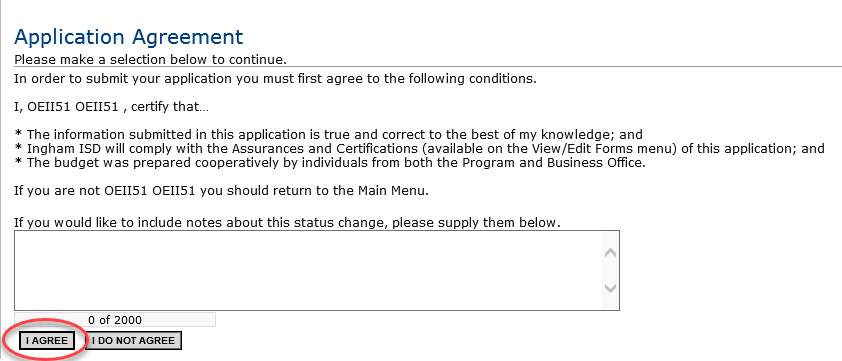 Application Agreement
Please make a selection below to continue.
In order to submit your application you must first agree to the following conditions.
I, OEII51 OEII51 , certify that...
* The information submitted in this application is true and correct to the best of my knowledge; and
* Ingham ISD will comply with the Assurances and Certifications (available on the View/Edit Forms menu) of this application; and
* The budget was prepared cooperatively by individuals from both the Program and Business Office.
If you are not OEII51 OEII51 you should return to the Main Menu.
If you would like to include notes about this status change, please supply them below.
0 of 2000
I AGREE I DO NOT AGREE